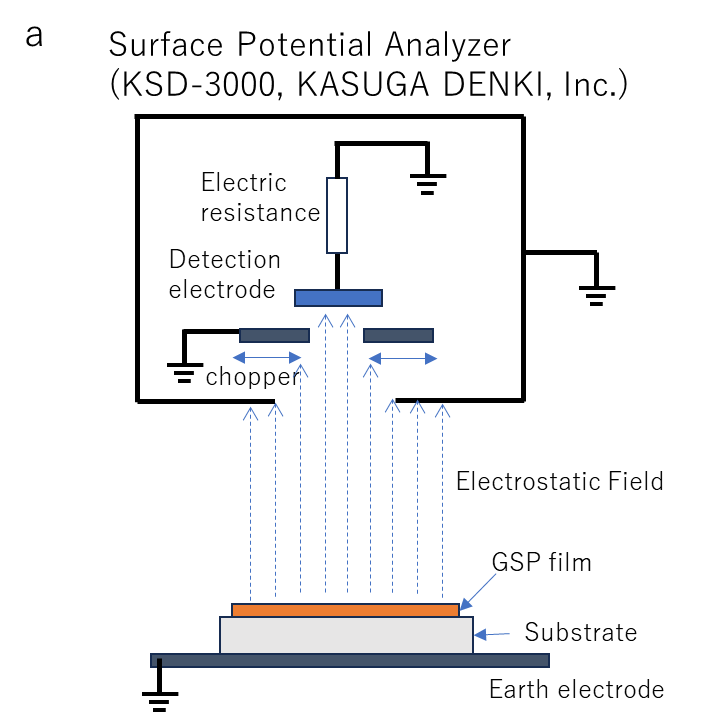 a
Surface Potential Analyzer
(KSD-3000, KASUGA DENKI, Inc.)
Electric
resistance
Detection
electrode
chopper
Electrostatic Field
GSP film
Substrate
Earth electrode